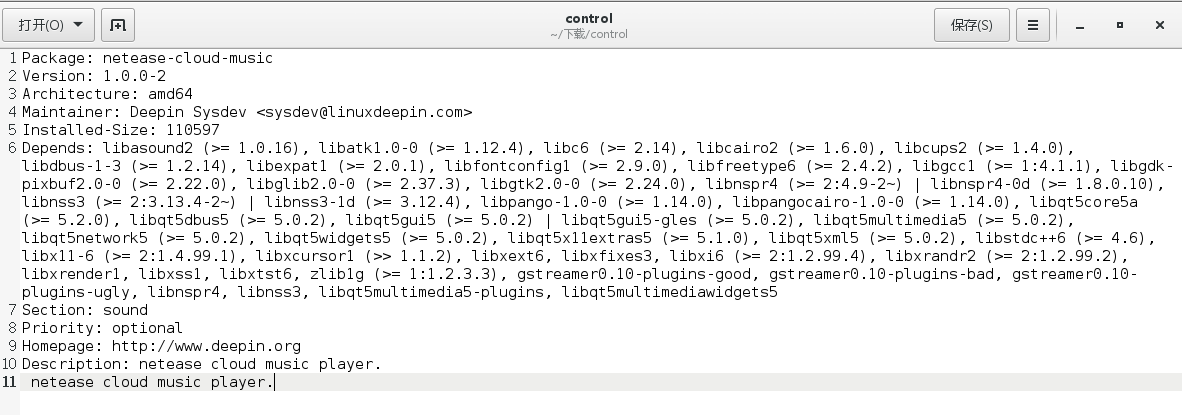 打开(O)
control
~/下载/control
保存(S)
1 Package: netease-cloud-music
2 Version: 1.0.0-2
3 Architecture: amd64
4 Maintainer: Deepin Sysdev <sysdev@linuxdeepin.com>
5 Installed-Size: 110597
6 Depends: libasound2 (>= 1.0.16), libatk1.0-0 (>= 1.12.4), libc6 (>= 2.14), libcairo2 (>= 1.6.0), libcups2 (>= 1.4.0),
libdbus-1-3 (>= 1.2.14), libexpat1 (>= 2.0.1), libfontconfig1 (>= 2.9.0), libfreetype6 (>= 2.4.2), libgcc1 (>= 1:4.1.1), libgdk-
pixbuf2.0-0 (>= 2.22.0), libglib2.0-0 (>= 2.37.3), libgtk2.0-0 (>= 2.24.0), libnspr4 (>= 2:4.9-2~) | libnspr4-0d (>= 1.8.0.10),
libnss3 (>= 2:3.13.4-2~) | libnss3-1d (>= 3.12.4), libpango-1.0-0 (>= 1.14.0), libpangocairo-1.0-0 (>= 1.14.0), libqt5core5a
(>= 5.2.0), libqt5dbus5 (>= 5.0.2), libqt5gui5 (>= 5.0.2) | libqt5gui5-gles (>= 5.0.2), libqt5multimedia5 (>= 5.0.2),
libqt5network5 (>= 5.0.2), libqt5widgets5 (>= 5.0.2), libqt5x11extras5 (>= 5.1.0), libqt5xml5 (>= 5.0.2), libstdc++6 (>= 4.6),
libx11-6 (>= 2:1.4.99.1), libxcursor1 (>> 1.1.2), libxext6, libxfixes3, libxi6 (>= 2:1.2.99.4), libxrandr2 (>= 2:1.2.99.2),
libxrender1, libxss1, libxtst6, zlib1g (>= 1:1.2.3.3), gstreamer0.10-plugins-good, gstreamer0.10-plugins-bad, gstreamer0.10-
plugins-ugly, libnspr4, libnss3, libqt5multimedia5-plugins, libqt5multimediawidgets5
7 Section: sound
8 Priority: optional
9 Homepage: http://www.deepin.org
10 Description: netease cloud music player.
11  netease cloud music player.